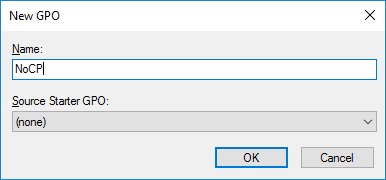 New GPO
Name:
NoCP
Source Starter GPO:
(none)
OK Cancel